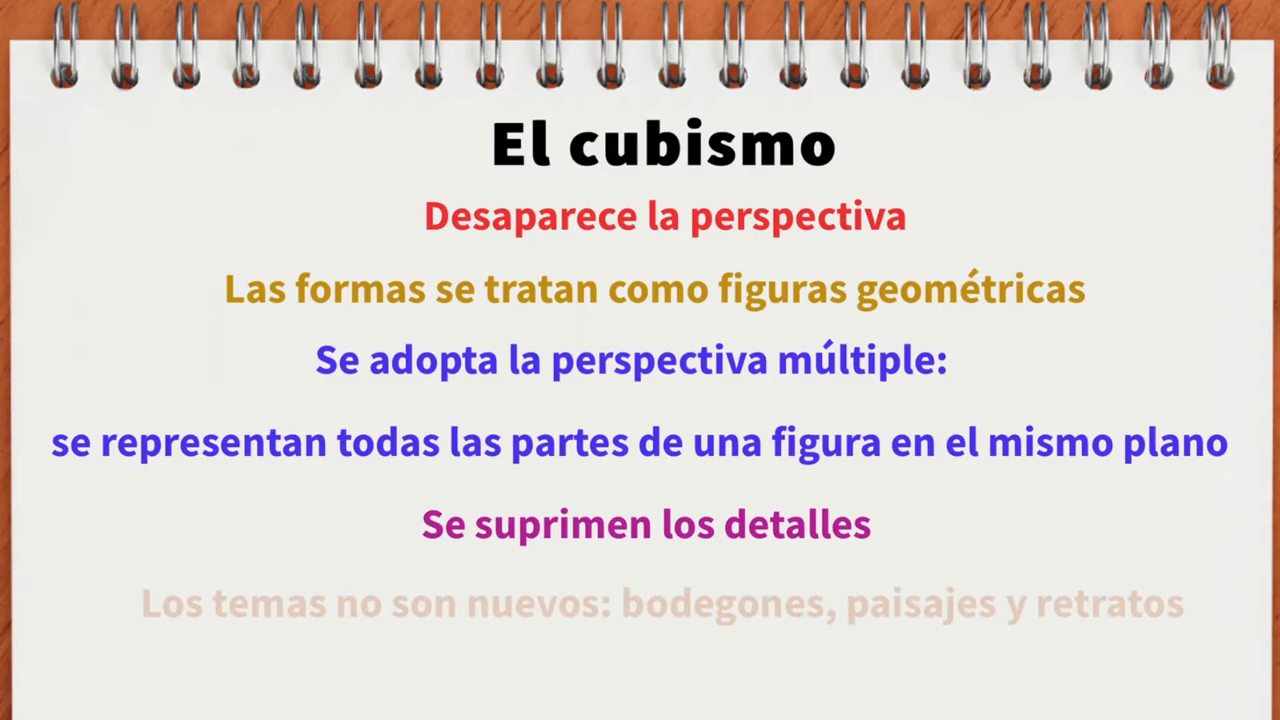 El cubismo
Desaparece la perspectiva
Las formas se tratan como figuras geométricas
Se adopta la perspectiva múltiple:
se representan todas las partes de una figura en el mismo plano
Se suprimen los detalles
Los temas no son nuevos: bodegones, paisajes y retratos